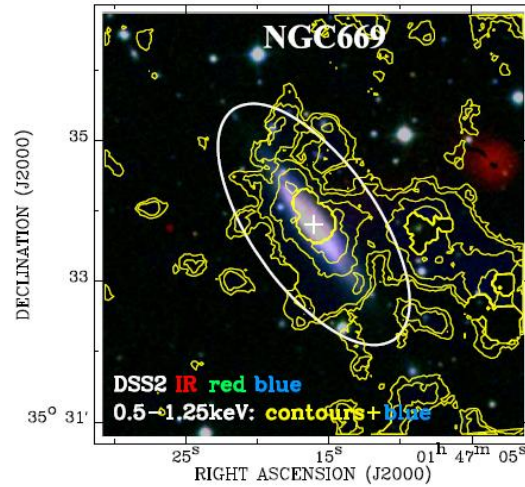 NGC669
35
33
35° 31′
DSS2 IR red blue
0.5−1.25keV: contours+blue
25ˢ 15ˢ 01ʰ 47ᵐ 05ˢ
RIGHT ASCENSION (J2000)
DECLINATION (J2000)